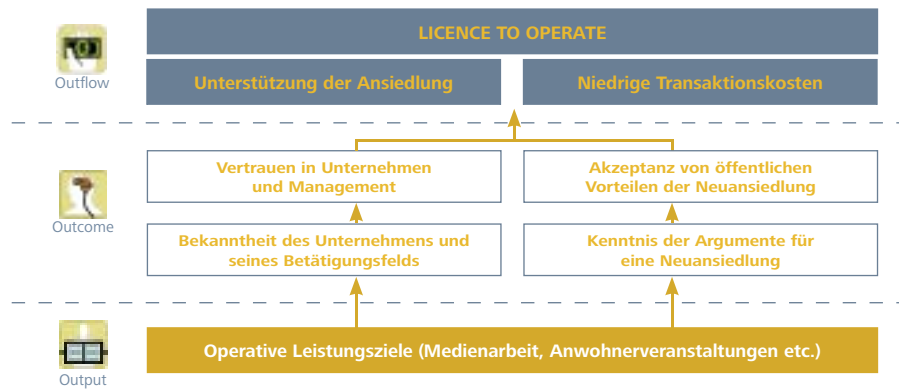 LICENCE TO OPERATE
Outflow
Unterstützung der Ansiedlung
Niedrige Transaktionskosten
Vertrauen in Unternehmen
und Management
Akzeptanz von öffentlichen
Vorteilen der Neuansiedlung
Outcome
Bekanntheit des Unternehmens und
seines Betätigungsfelds
Kenntnis der Argumente für
eine Neuansiedlung
Operative Leistungsziele (Medienarbeit, Anwohnerveranstaltungen etc.)
Output